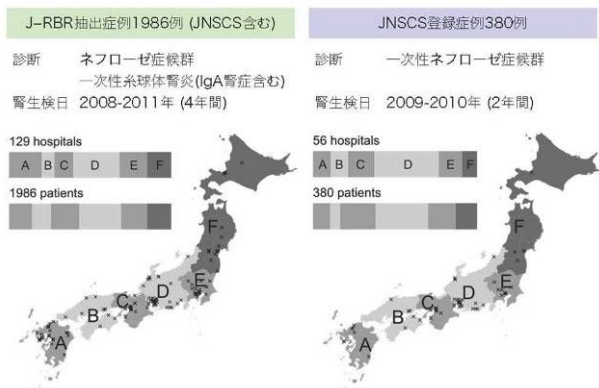 J-RBR抽出症例1986例 (JNSCS含む)
診断 ネフローゼ症候群
一次性糸球体腎炎(IgA腎症含む)
腎生検日 2008-2011年 (4年間)
129 hospitals
A B C D E F
1986 patients
F
E
D
C
B
A
JNSCS登録症例380例
診断 一次性ネフローゼ症候群
腎生検日 2009-2010年 (2年間)
56 hospitals
A B C D E F
380 patients
F
E
D
C
B
A